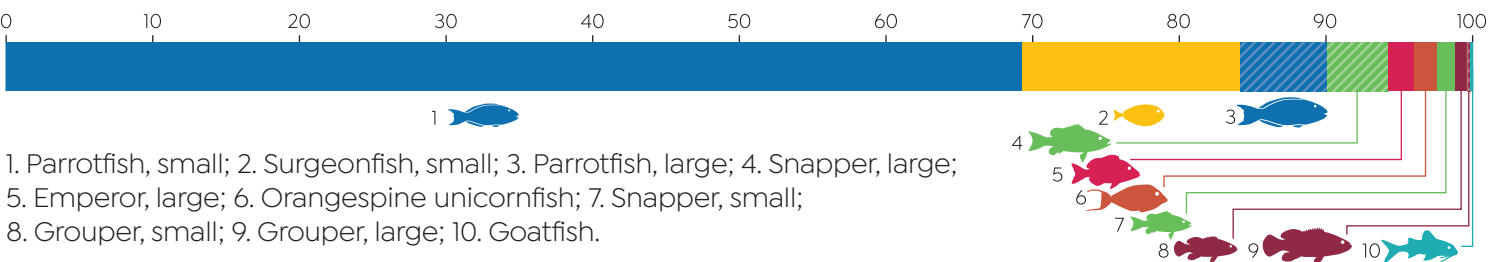 0 10 20 30 40 50 60 70 80 90 100
1 2 3
4
5
6
7
8 9 10
1. Parrotfish, small; 2. Surgeonfish, small; 3. Parrotfish, large; 4. Snapper, large;
5. Emperor, large; 6. Orangespine unicornfish; 7. Snapper, small;
8. Grouper, small; 9. Grouper, large; 10. Goatfish.